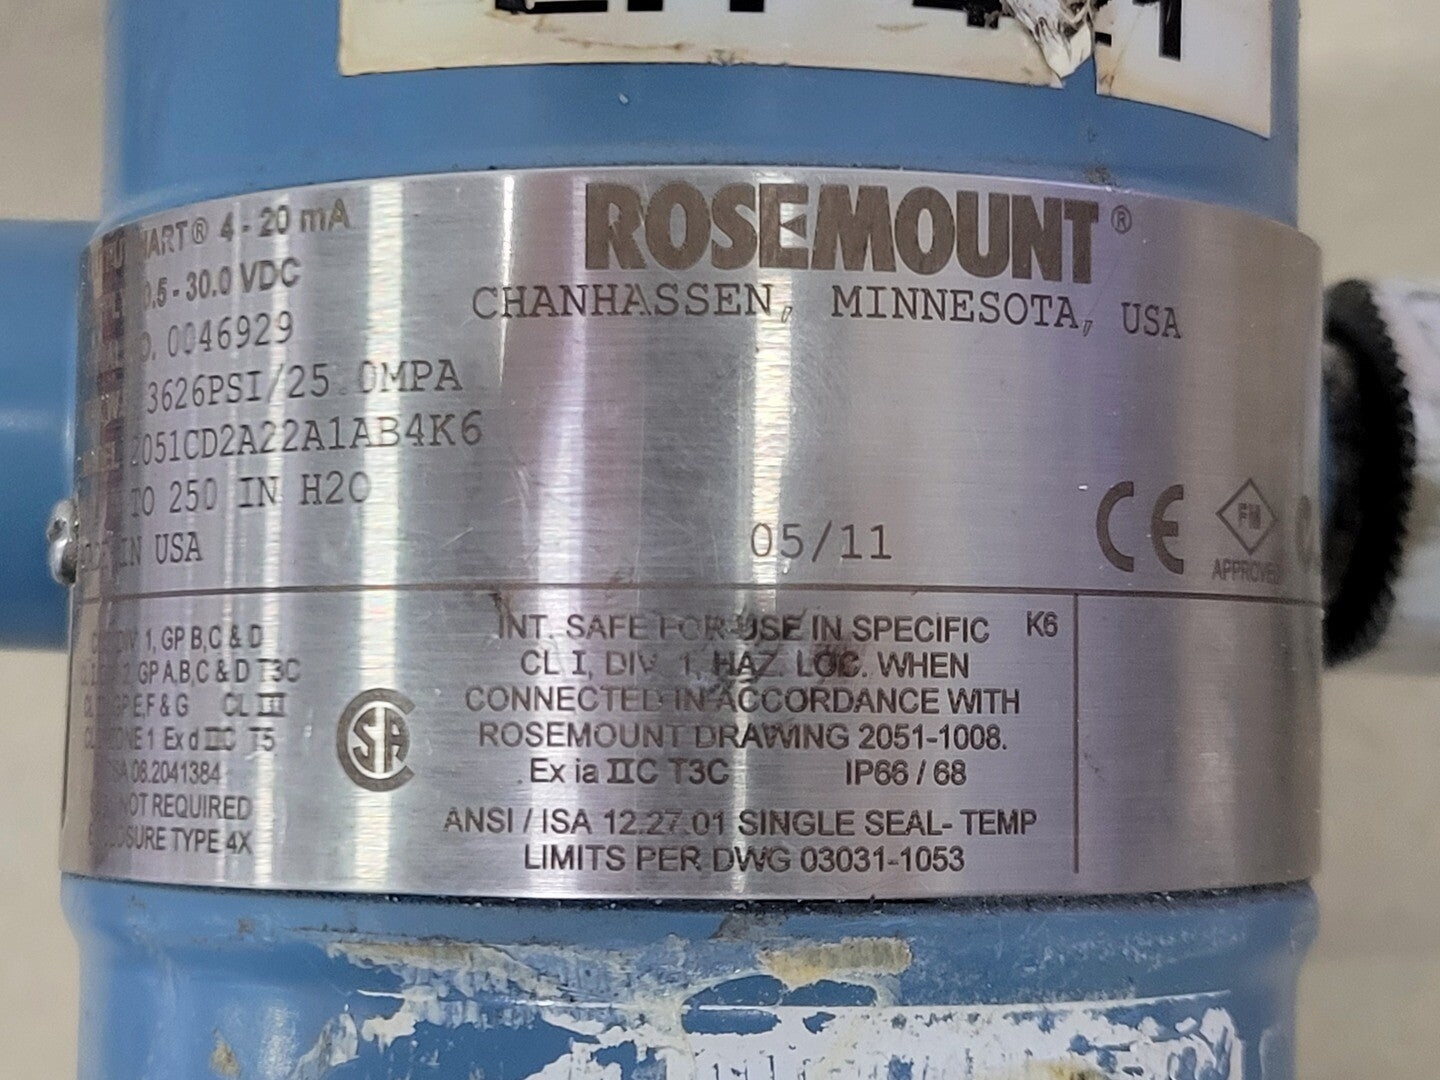 HART® 4 - 20 mA
.5 - 30.0 VDC
0046929
3626PSI/25.0MPA
2051CD2A22A1AB4K6
TO 250 IN H2O
IN USA
ROSEMOUNT®
CHANHASSEN, MINNESOTA, USA
05/11
CE
FM
APPROVED
1, GP B,C & D
2, GP A,B,C & D T3C
GP E,F & G CL III
1 Ex d IIC T5
08.2041384
NOT REQUIRED
TYPE 4X
SA
INT. SAFE FOR USE IN SPECIFIC
CL I, DIV 1, HAZ. LOC. WHEN
CONNECTED IN ACCORDANCE WITH
ROSEMOUNT DRAWING 2051-1008.
Ex ia IIC T3C IP66 / 68
ANSI / ISA 12.27.01 SINGLE SEAL- TEMP
LIMITS PER DWG 03031-1053
K6